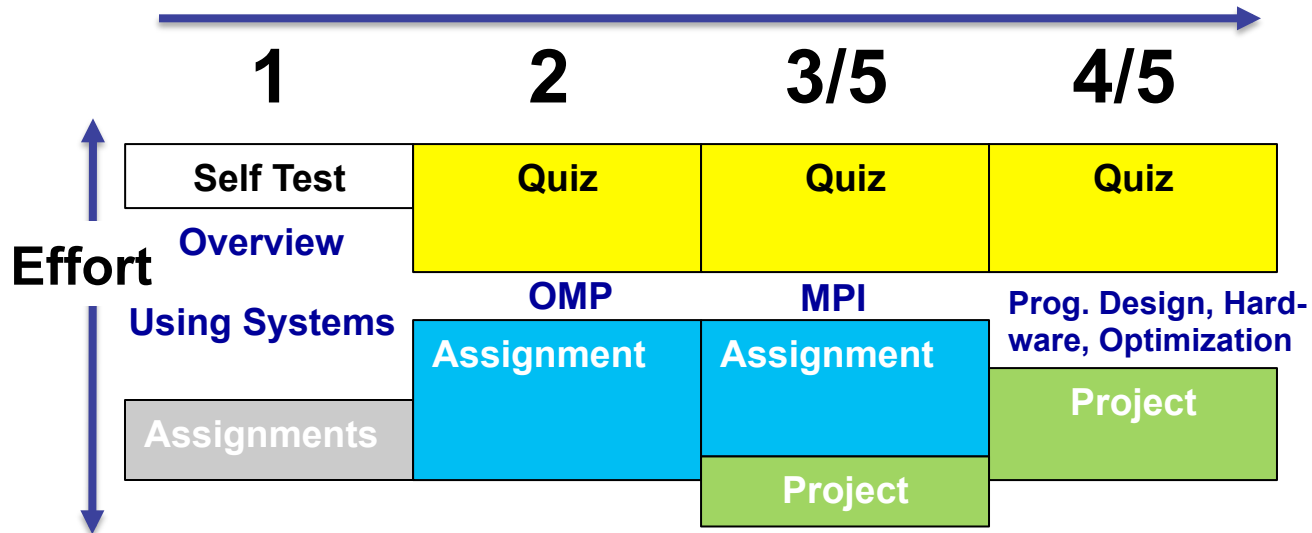 1 2 3/5 4/5
Self Test Quiz Quiz Quiz
Overview
Effort
OMP MPI
Using Systems
Prog. Design, Hard-
ware, Optimization
Assignment Assignment
Project
Assignments
Project